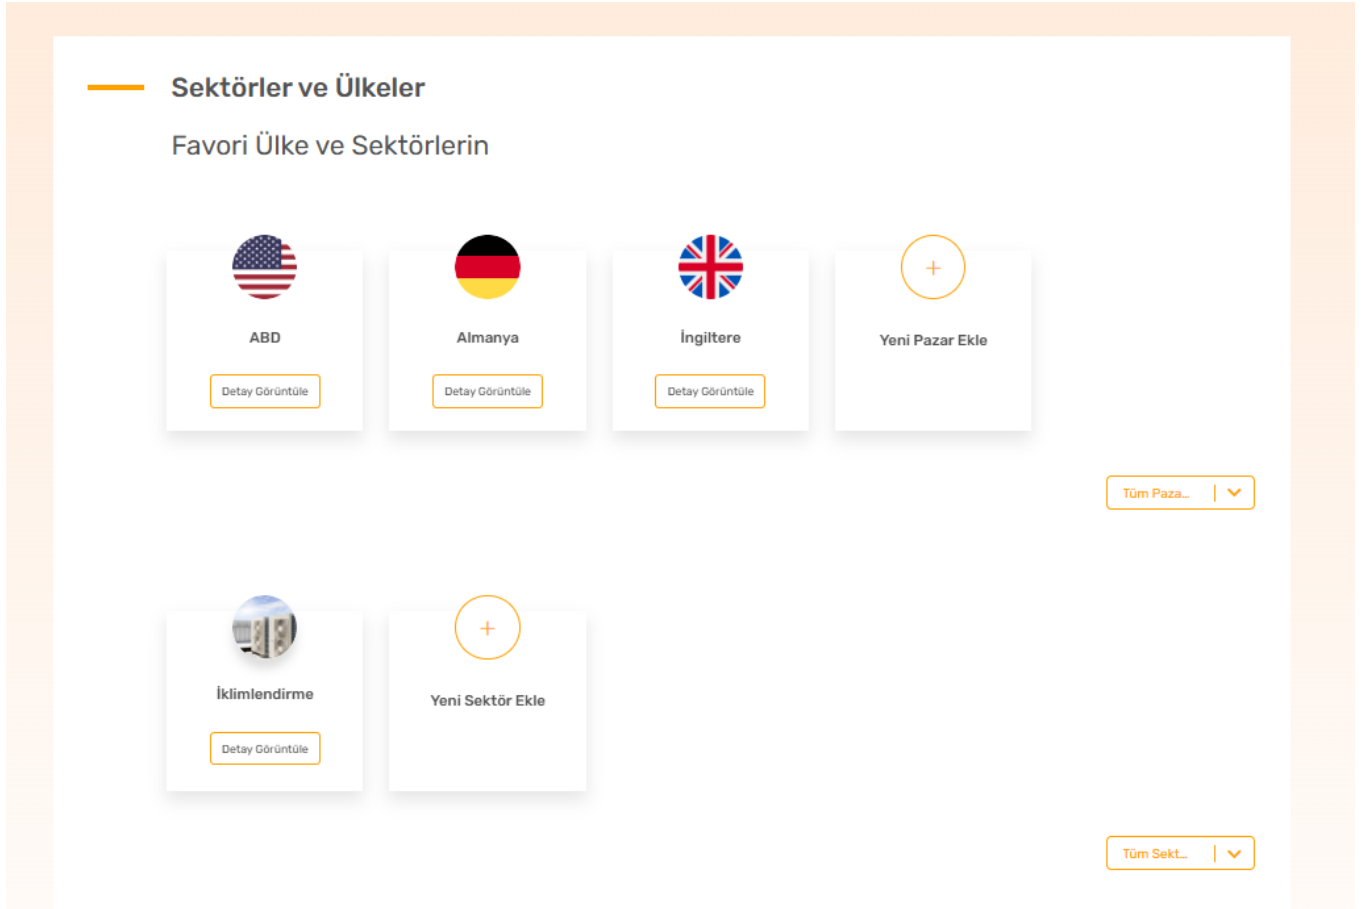 Sektörler ve Ülkeler
Favori Ülke ve Sektörlerin
ABD
Almanya
İngiltere
Yeni Pazar Ekle
Detay Görüntüle
Detay Görüntüle
Detay Görüntüle
Tüm Paza...
İklimlendirme
Yeni Sektör Ekle
Detay Görüntüle
Tüm Sekt...